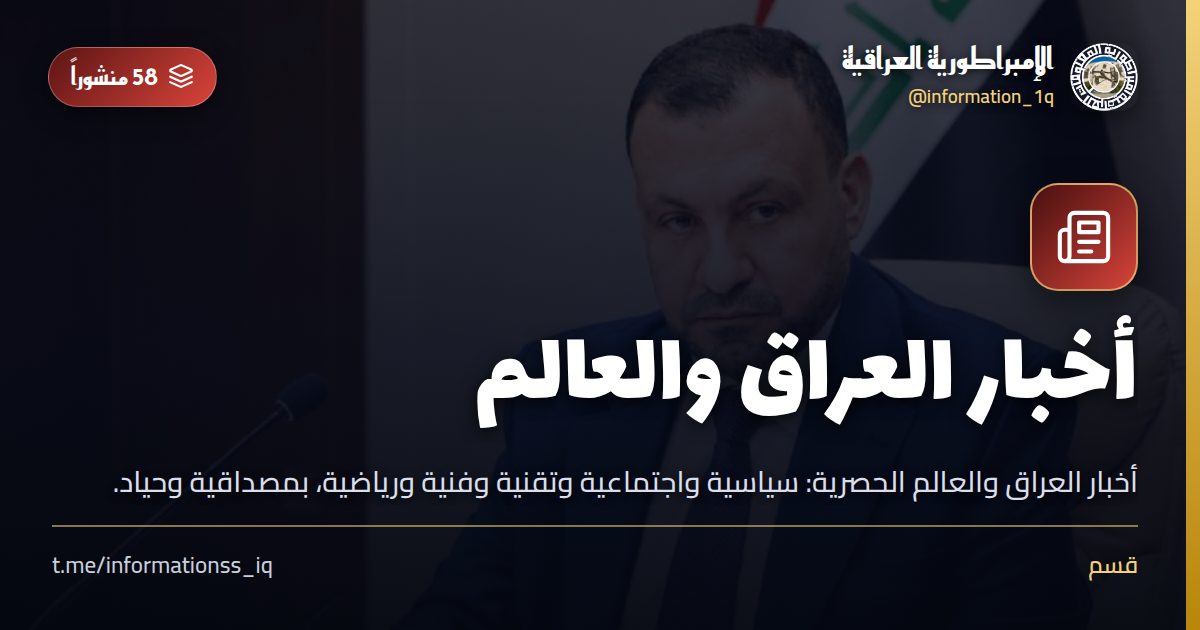 الإمبراطورية العراقية
@information_1q
58 منشوراً
أخبار العراق والعالم
أخبار العراق والعالم الحصرية: سياسية واجتماعية وتقنية وفنية ورياضية، بمصداقية وحياد.
قسم
t.me/informationss_iq